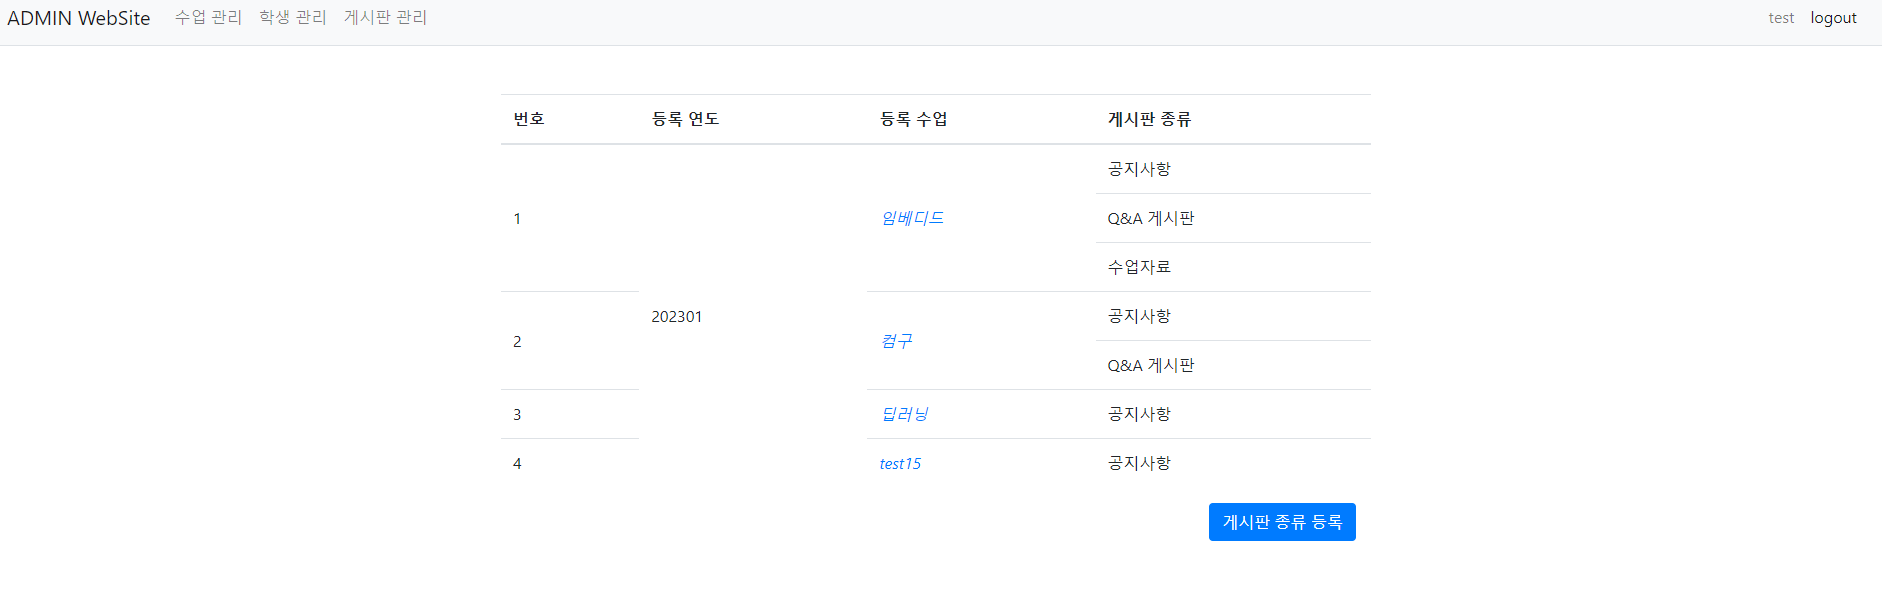 ADMIN WebSite 수업 관리 학생 관리 게시판 관리 test logout
번호 등록 연도 등록 수업 게시판 종류
공지사항
1 임베디드 Q&A 게시판
수업자료
202301 공지사항
2 컴구
Q&A 게시판
3 딥러닝 공지사항
4 test15 공지사항
게시판 종류 등록